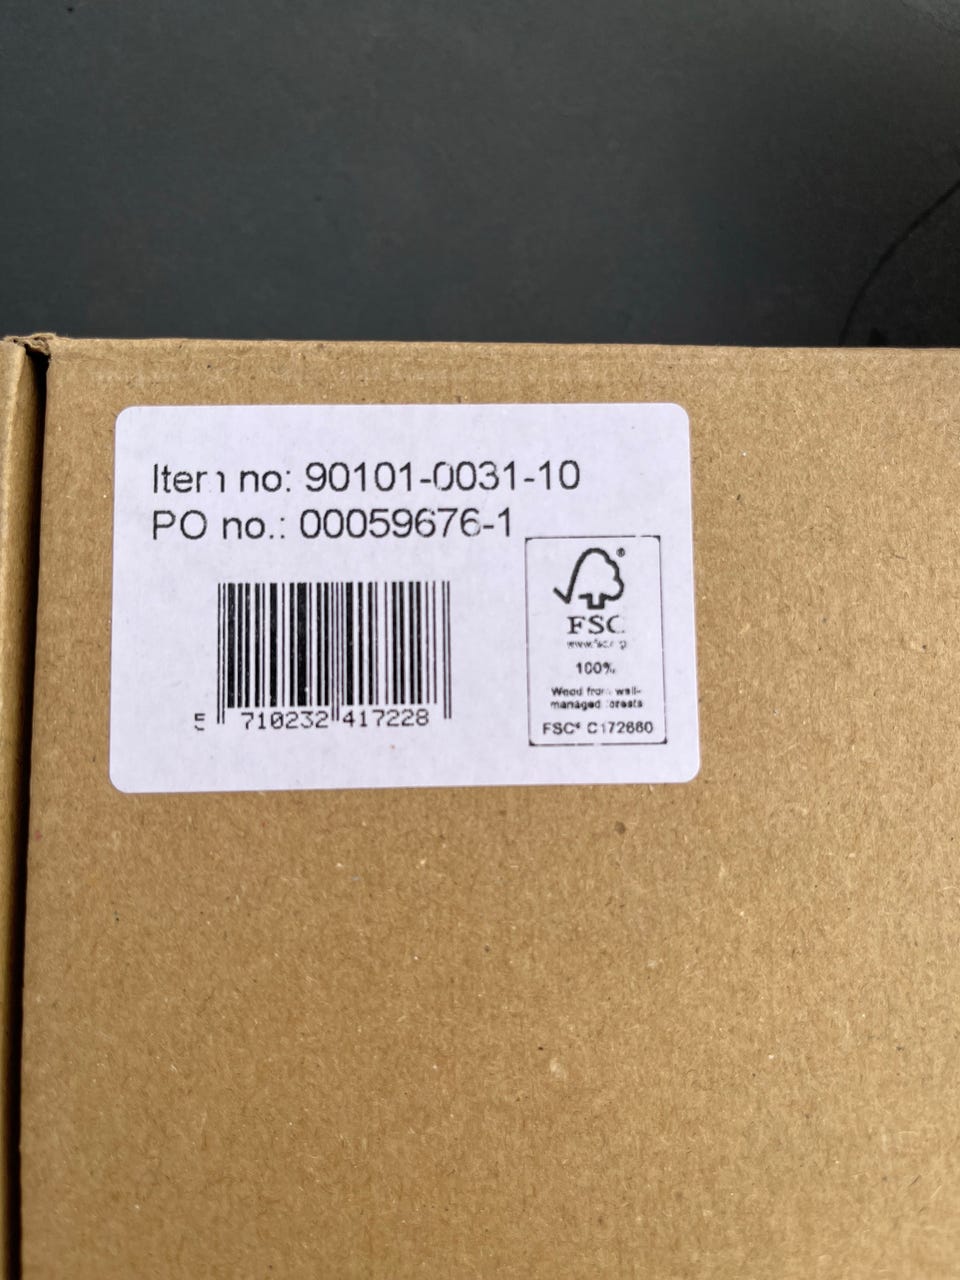 Item no: 90101-0031-10
PO no.: 00059676-1
5 710232 417228
®
FSC
100%
Wood from well-
managed forests
FSC® C172660